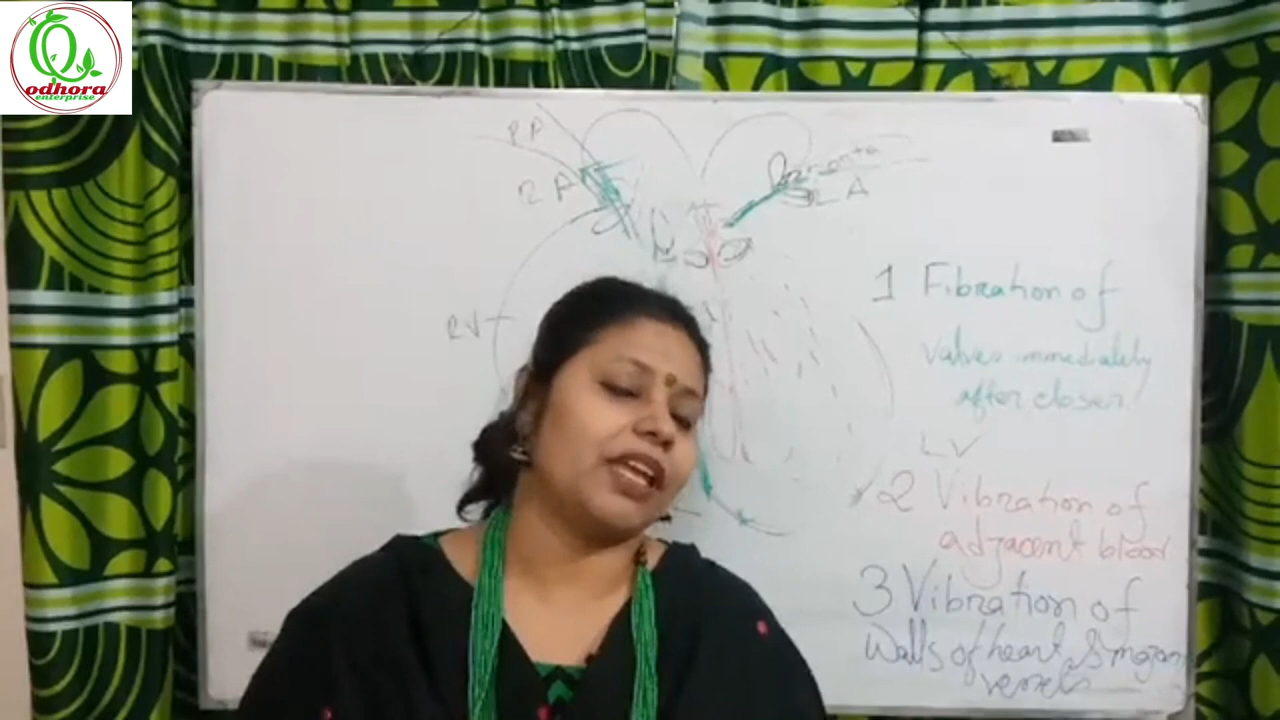 odhora
enterprise
RP
RA
LA
RV
1 Fibration of
valves immediately
after closer.
LV
2 Vibration of
adjacent blood
3 Vibration of
Walls of heart & major
vessels